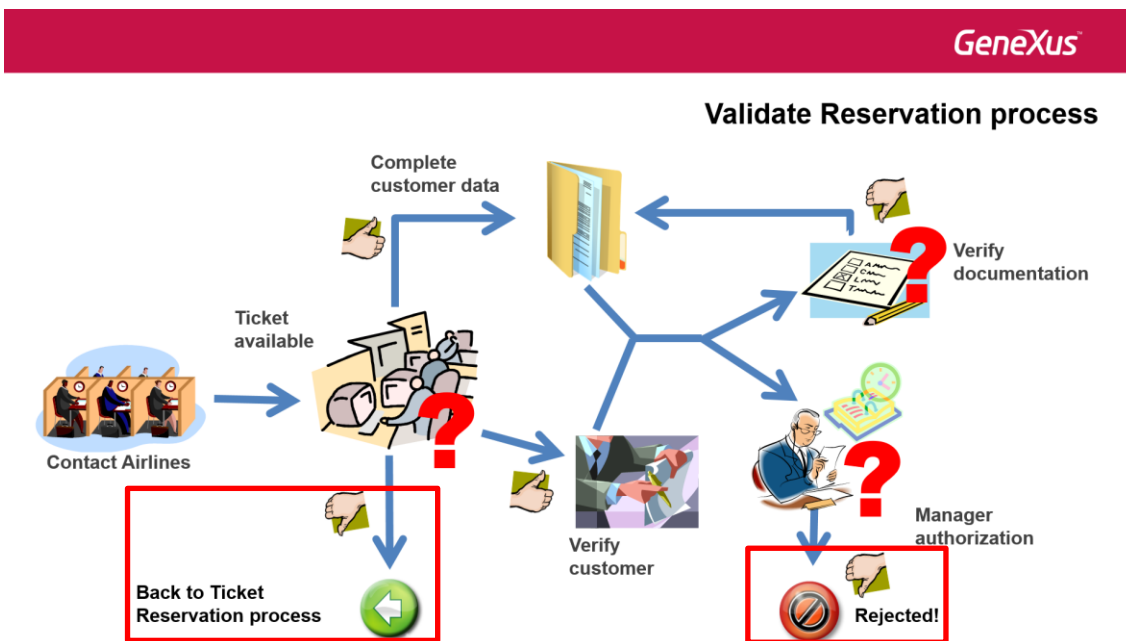 GeneXus™
Validate Reservation process
Complete
customer data
Verify
documentation
Ticket
available
Contact Airlines
Verify
customer
Manager
authorization
Back to Ticket
Reservation process
Rejected!